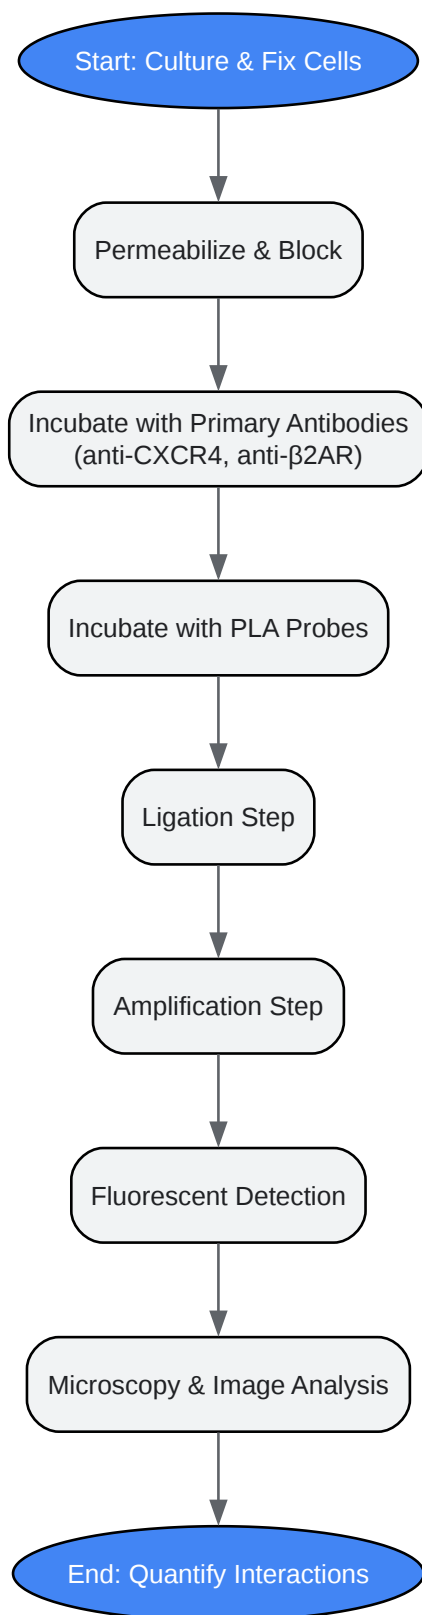 Start: Culture & Fix Cells
Permeabilize & Block
Incubate with Primary Antibodies
(anti-CXCR4, anti-β2AR)
Incubate with PLA Probes
Ligation Step
Amplification Step
Fluorescent Detection
Microscopy & Image Analysis
End: Quantify Interactions